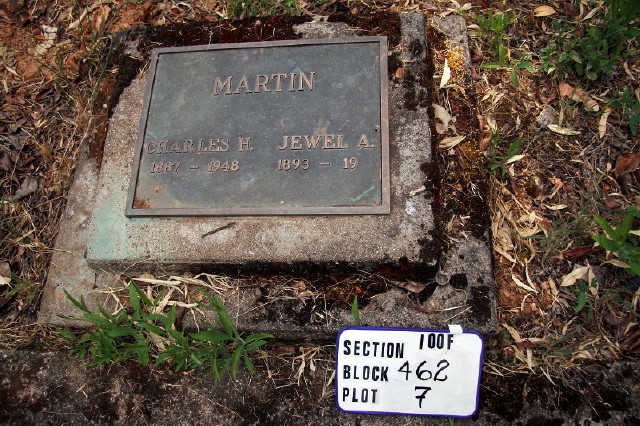 MARTIN
CHARLES H. JEWEL A.
1887 – 1948 1893 – 19
SECTION 100F
BLOCK 462
PLOT 7